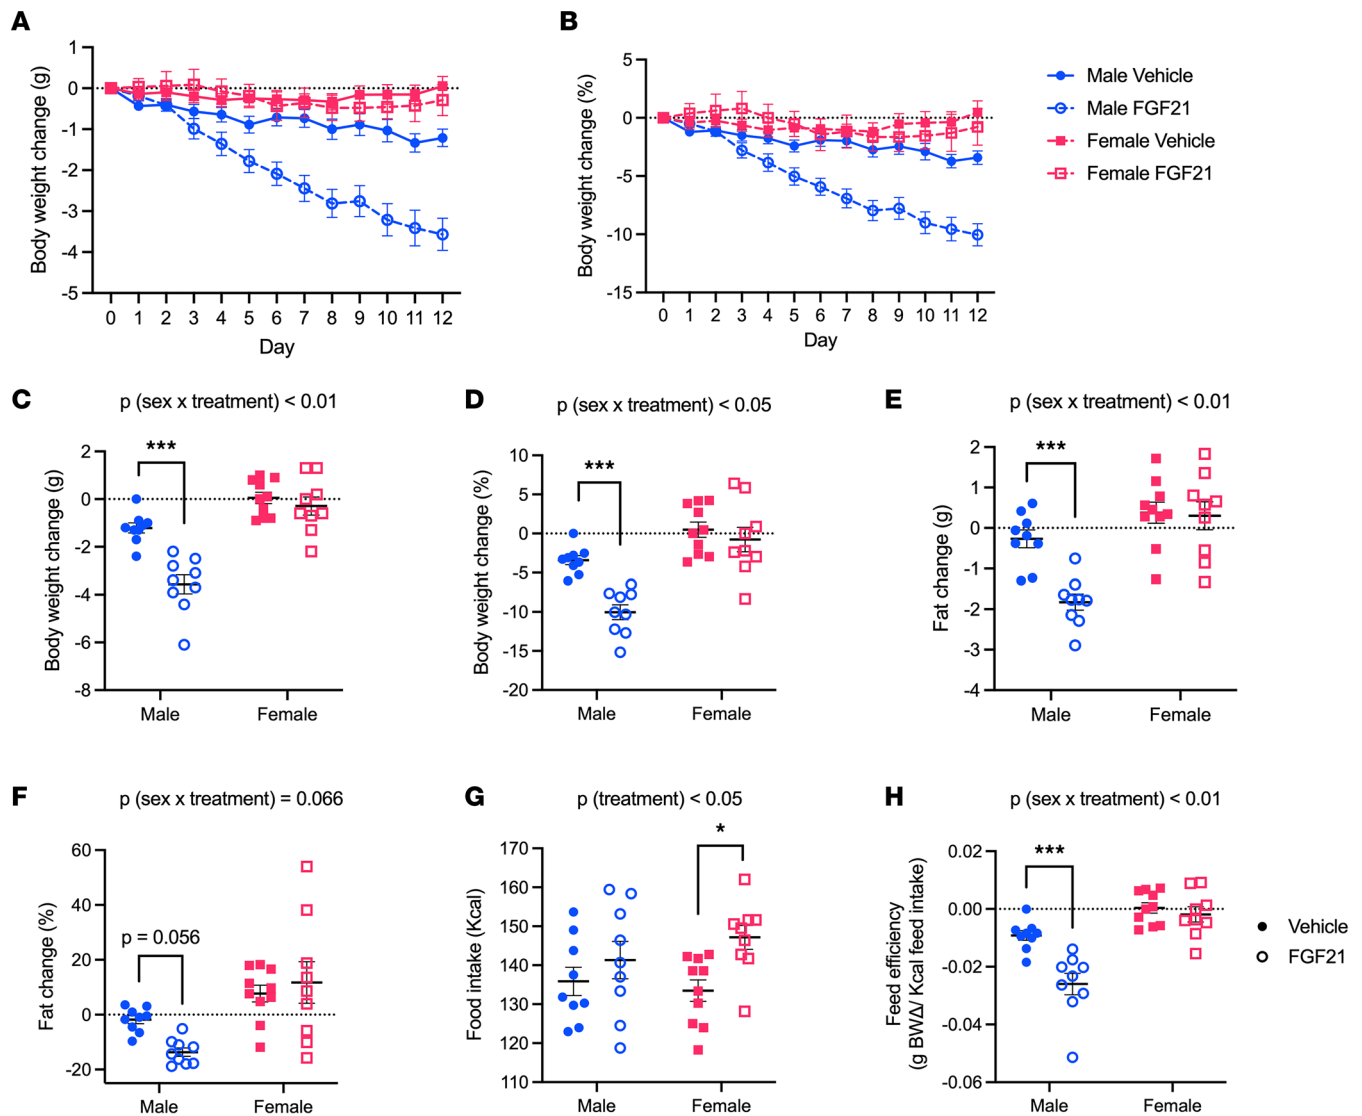 A
B
1
0
-1
-2
-3
-4
-5
Body weight change (g)
0 1 2 3 4 5 6 7 8 9 10 11 12
Day
5
0
-5
-10
-15
Body weight change (%)
0 1 2 3 4 5 6 7 8 9 10 11 12
Day
Male Vehicle
Male FGF21
Female Vehicle
Female FGF21
C
p (sex x treatment) < 0.01
***
2
0
-2
-4
-6
-8
Body weight change (g)
Male Female
D
p (sex x treatment) < 0.05
***
10
5
0
-5
-10
-15
-20
Body weight change (%)
Male Female
E
p (sex x treatment) < 0.01
***
2
1
0
-1
-2
-3
-4
Fat change (g)
Male Female
F
p (sex x treatment) = 0.066
p = 0.056
60
40
20
0
-20
Fat change (%)
Male Female
G
p (treatment) < 0.05
*
170
160
150
140
130
120
110
Food intake (Kcal)
Male Female
H
p (sex x treatment) < 0.01
***
0.02
0.00
-0.02
-0.04
-0.06
Feed efficiency
(g BWΔ/ Kcal feed intake)
Male Female
Vehicle
FGF21